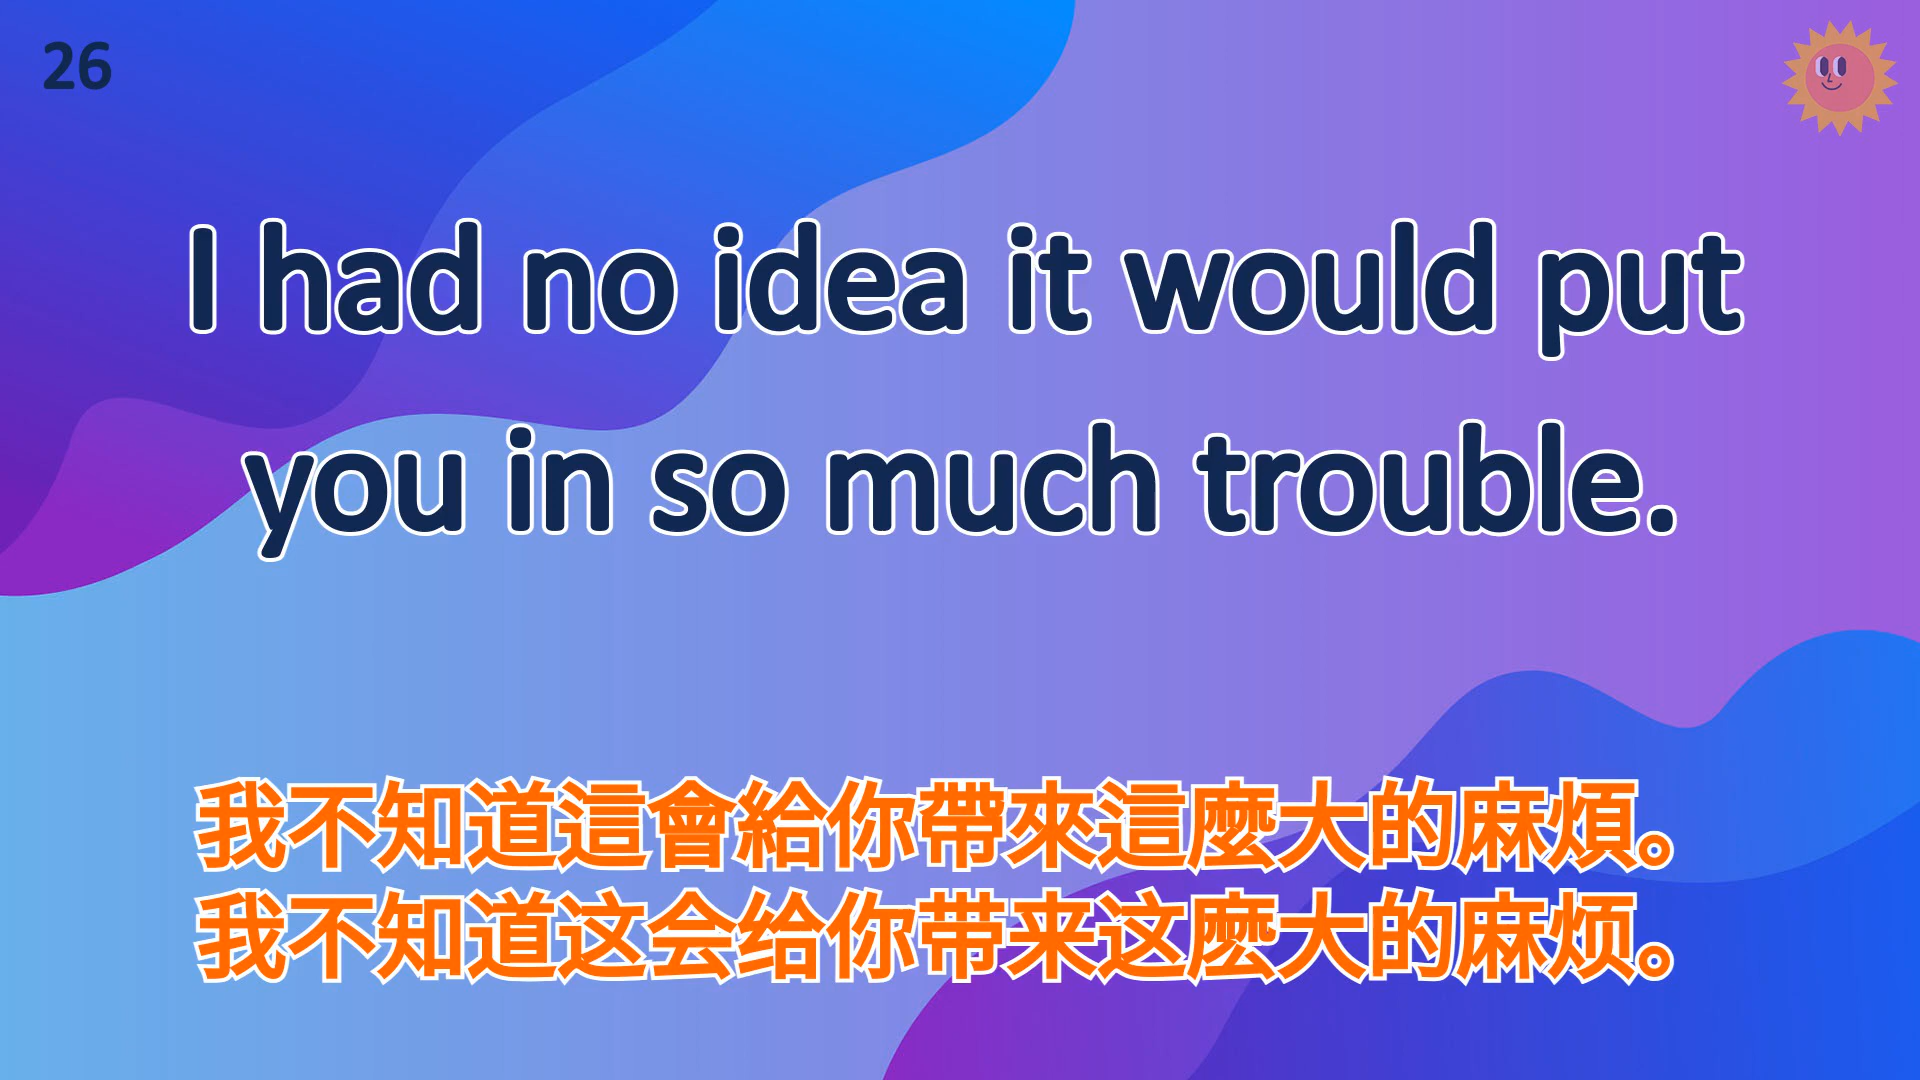 26
I had no idea it would put
you in so much trouble.
我不知道這會給你帶來這麼大的麻煩。
我不知道这会给你带来这麽大的麻烦。